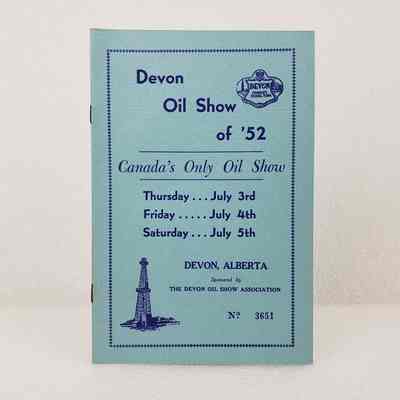 Devon
DEVON
Oil Show
of '52
Canada's Only Oil Show
Thursday...July 3rd
Friday.....July 4th
Saturday...July 5th
DEVON, ALBERTA
Sponsored by
THE DEVON OIL SHOW ASSOCIATION
Nº 3651